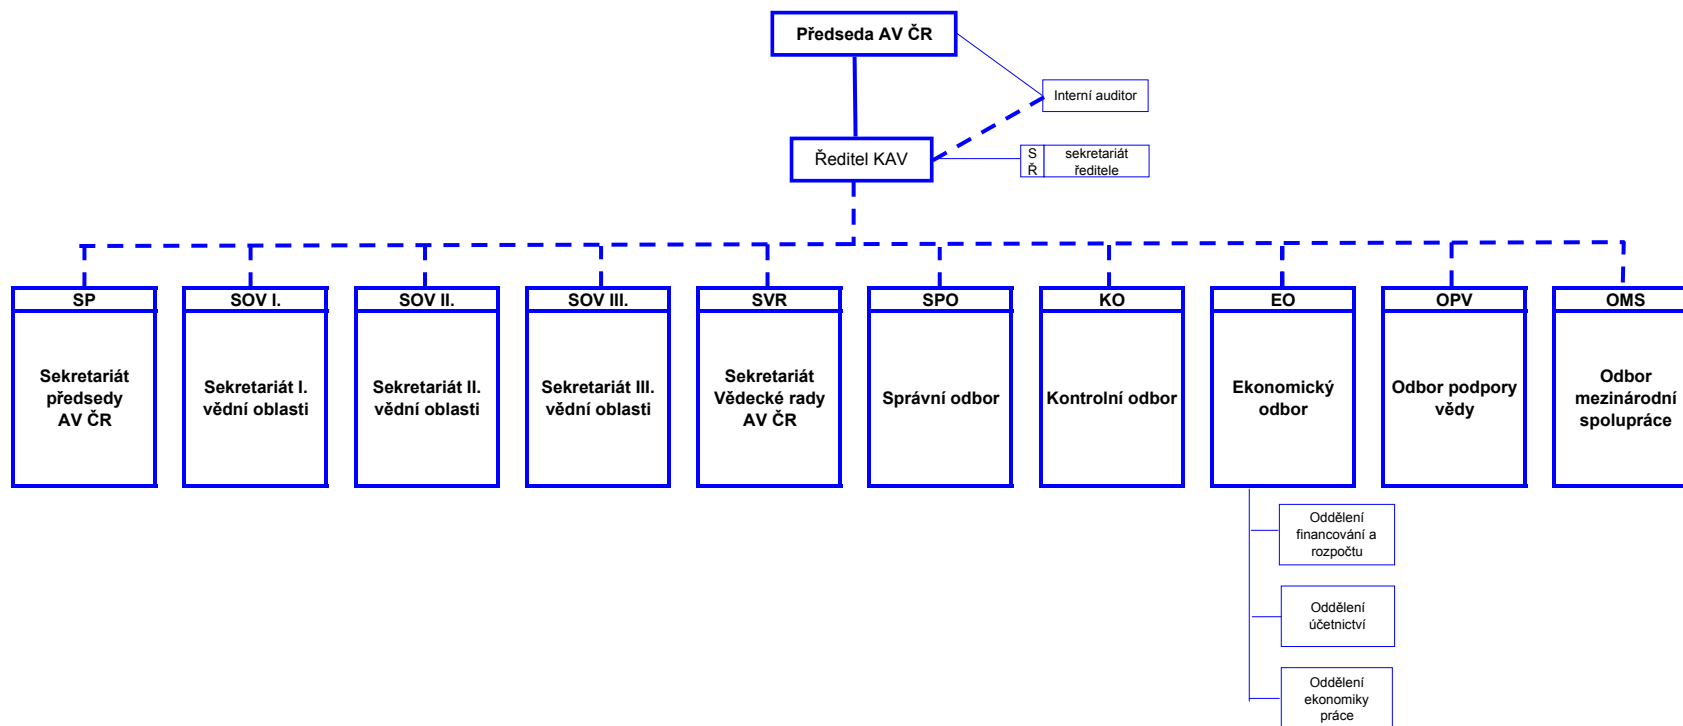 Předseda AV ČR
Interní auditor
Ředitel KAV
S
Ř
sekretariát
ředitele
SP
Sekretariát
předsedy
AV ČR
SOV I.
Sekretariát I.
vědní oblasti
SOV II.
Sekretariát II.
vědní oblasti
SOV III.
Sekretariát III.
vědní oblasti
SVR
Sekretariát
Vědecké rady
AV ČR
SPO
Správní odbor
KO
Kontrolní odbor
EO
Ekonomický
odbor
OPV
Odbor podpory
vědy
OMS
Odbor
mezinárodní
spolupráce
Oddělení
financování a
rozpočtu
Oddělení
účetnictví
Oddělení
ekonomiky
práce